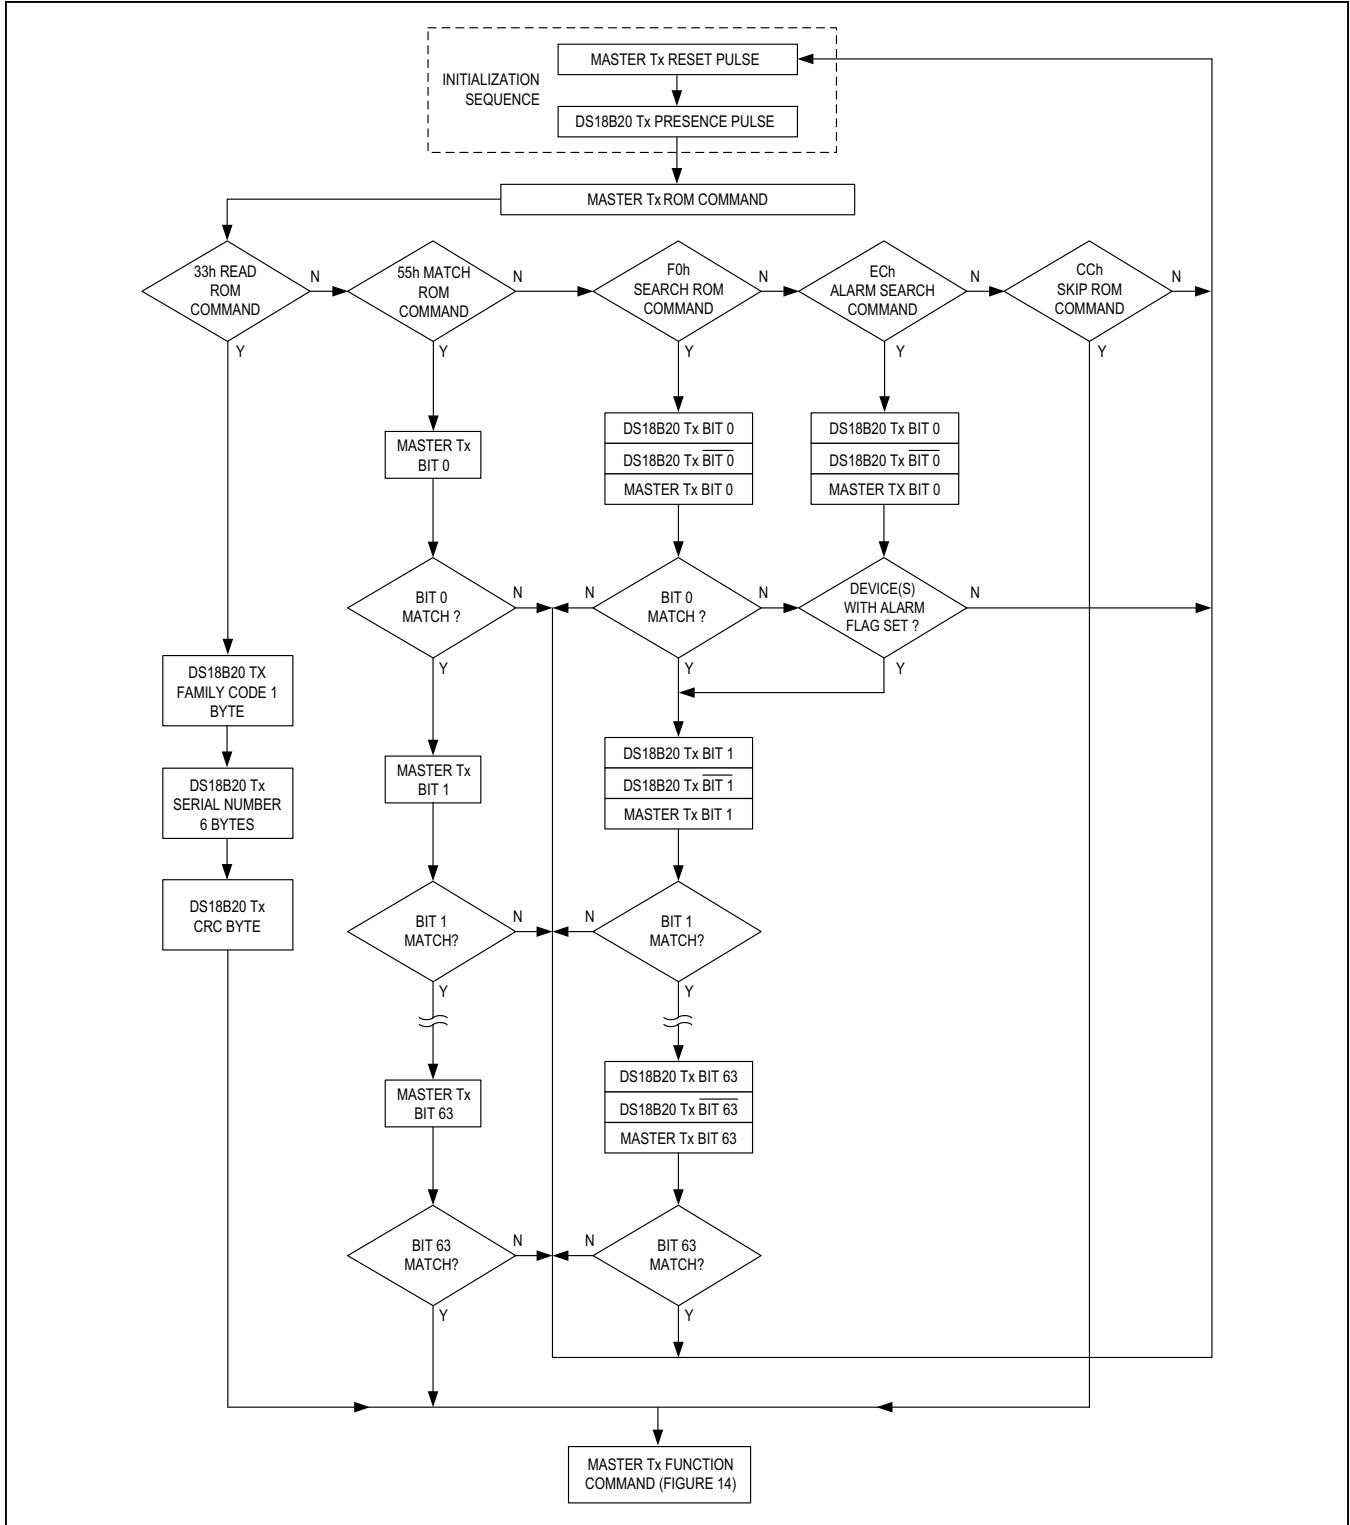 MASTER Tx RESET PULSE
INITIALIZATION
SEQUENCE
DS18B20 Tx PRESENCE PULSE
MASTER Tx ROM COMMAND
33h READ
ROM
COMMAND
N
Y
55h MATCH
ROM
COMMAND
N
Y
F0h
SEARCH ROM
COMMAND
N
Y
ECh
ALARM SEARCH
COMMAND
N
Y
CCh
SKIP ROM
COMMAND
N
Y
MASTER Tx
BIT 0
DS18B20 Tx BIT 0
DS18B20 Tx B̅I̅T̅ ̅0̅
MASTER Tx BIT 0
DS18B20 Tx BIT 0
DS18B20 Tx B̅I̅T̅ ̅0̅
MASTER TX BIT 0
BIT 0
MATCH ?
N
Y
N
BIT 0
MATCH ?
N
Y
DEVICE(S)
WITH ALARM
FLAG SET ?
N
Y
DS18B20 TX
FAMILY CODE 1
BYTE
DS18B20 Tx
SERIAL NUMBER
6 BYTES
DS18B20 Tx
CRC BYTE
MASTER Tx
BIT 1
DS18B20 Tx BIT 1
DS18B20 Tx B̅I̅T̅ ̅1̅
MASTER Tx BIT 1
BIT 1
MATCH?
N
Y
N
BIT 1
MATCH?
Y
MASTER Tx
BIT 63
DS18B20 Tx BIT 63
DS18B20 Tx B̅I̅T̅ ̅6̅3̅
MASTER Tx BIT 63
BIT 63
MATCH?
N
Y
N
BIT 63
MATCH?
Y
MASTER Tx FUNCTION
COMMAND (FIGURE 14)